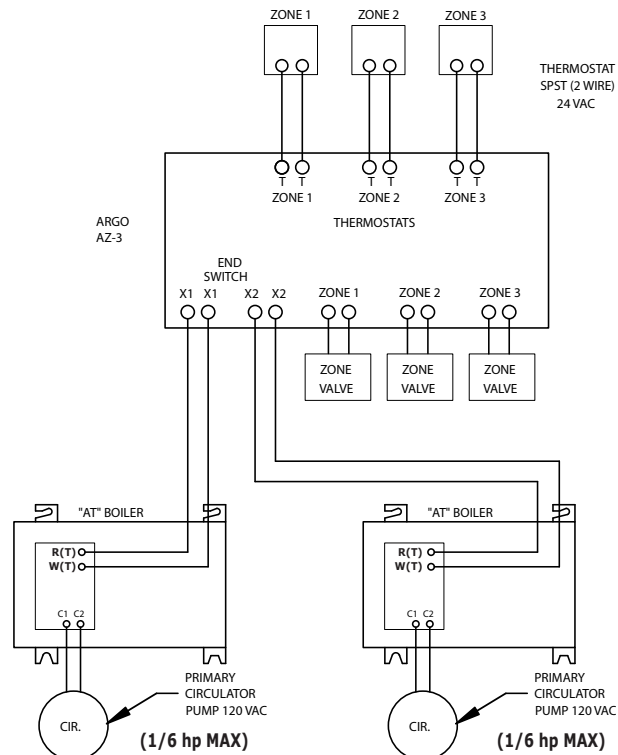 ZONE 1
ZONE 2
ZONE 3
THERMOSTAT
SPST (2 WIRE)
24 VAC
T T
T T
T T
ZONE 1
ZONE 2
ZONE 3
THERMOSTATS
ARGO
AZ-3
END
SWITCH
X1 X1 X2 X2
ZONE 1
ZONE 2
ZONE 3
ZONE
VALVE
ZONE
VALVE
ZONE
VALVE
"AT" BOILER
R(T)
W(T)
C1 C2
CIR.
PRIMARY
CIRCULATOR
PUMP 120 VAC
(1/6 hp MAX)
"AT" BOILER
R(T)
W(T)
C1 C2
CIR.
PRIMARY
CIRCULATOR
PUMP 120 VAC
(1/6 hp MAX)